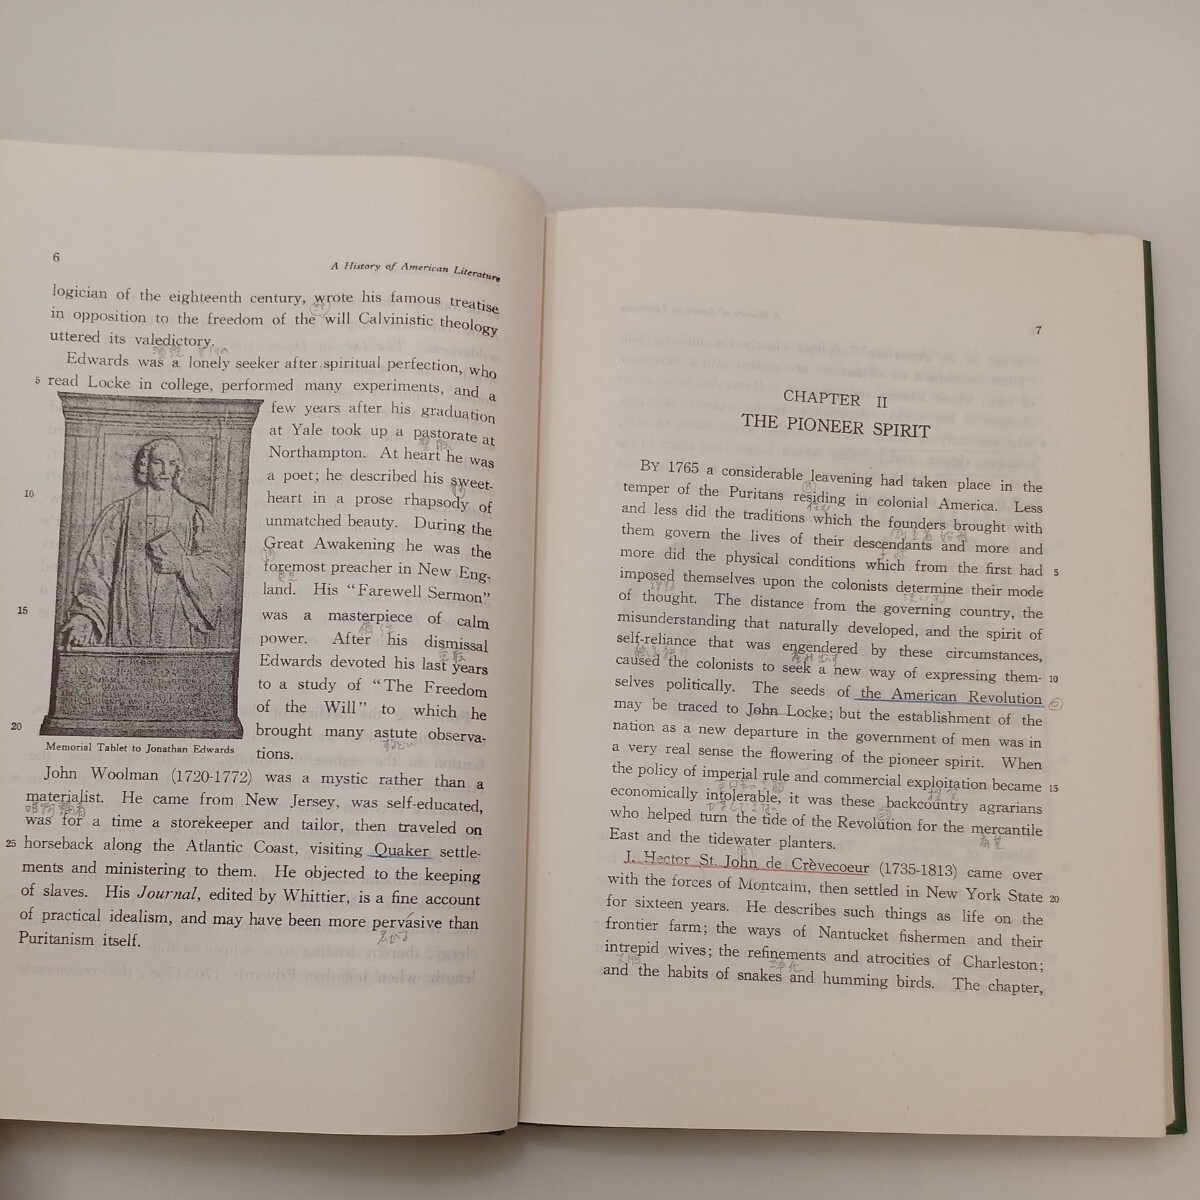 6
A History of American Literature
logician of the eighteenth century, wrote his famous treatise
in opposition to the freedom of the will Calvinistic theology
uttered its valedictory.
Edwards was a lonely seeker after spiritual perfection, who
5 read Locke in college, performed many experiments, and a
few years after his graduation
at Yale took up a pastorate at
Northampton. At heart he was
a poet; he described his sweet-
10 heart in a prose rhapsody of
unmatched beauty. During the
Great Awakening he was the
foremost preacher in New Eng-
land. His "Farewell Sermon"
15 was a masterpiece of calm
power. After his dismissal
Edwards devoted his last years
to a study of "The Freedom
of the Will" to which he
20 brought many astute observa-
tions.
Memorial Tablet to Jonathan Edwards
John Woolman (1720-1772) was a mystic rather than a
materialist. He came from New Jersey, was self-educated,
was for a time a storekeeper and tailor, then traveled on
25 horseback along the Atlantic Coast, visiting Quaker settle-
ments and ministering to them. He objected to the keeping
of slaves. His Journal, edited by Whittier, is a fine account
of practical idealism, and may have been more pervasive than
Puritanism itself.
7
CHAPTER II
THE PIONEER SPIRIT
BY 1765 a considerable leavening had taken place in the
temper of the Puritans residing in colonial America. Less
and less did the traditions which the founders brought with
them govern the lives of their descendants and more and
more did the physical conditions which from the first had 5
imposed themselves upon the colonists determine their mode
of thought. The distance from the governing country, the
misunderstanding that naturally developed, and the spirit of
self-reliance that was engendered by these circumstances,
caused the colonists to seek a new way of expressing them- 10
selves politically. The seeds of the American Revolution
may be traced to John Locke; but the establishment of the
nation as a new departure in the government of men was in
a very real sense the flowering of the pioneer spirit. When
the policy of imperial rule and commercial exploitation became 15
economically intolerable, it was these backcountry agrarians
who helped turn the tide of the Revolution for the mercantile
East and the tidewater planters.
J. Hector St. John de Crèvecoeur (1735-1813) came over
with the forces of Montcalm, then settled in New York State 20
for sixteen years. He describes such things as life on the
frontier farm; the ways of Nantucket fishermen and their
intrepid wives; the refinements and atrocities of Charleston;
and the habits of snakes and humming birds. The chapter,